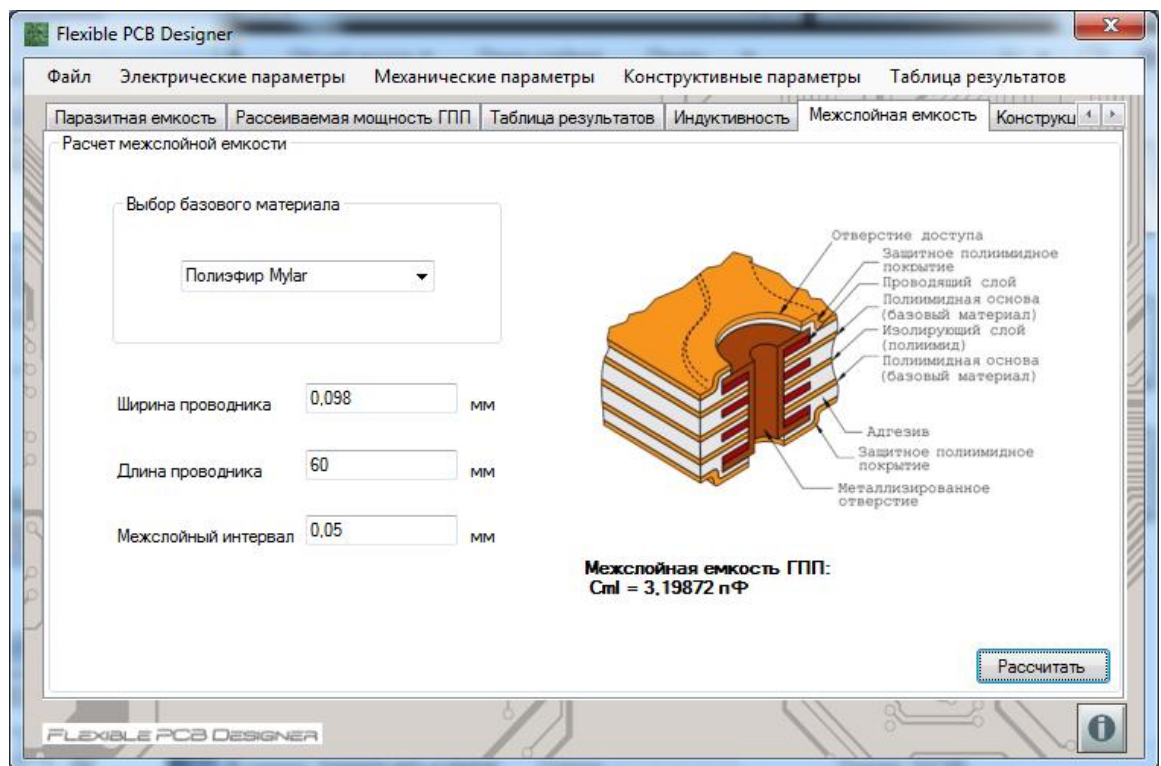 Flexible PCB Designer
Файл Электрические параметры Механические параметры Конструктивные параметры Таблица результатов
Паразитная емкость Рассеиваемая мощность ГПП Таблица результатов Индуктивность Межслойная емкость Конструкц
Расчет межслойной емкости
Выбор базового материала
Полиэфир Mylar
Ширина проводника 0,098 мм
Длина проводника 60 мм
Межслойный интервал 0,05 мм
Отверстие доступа
Защитное полиимидное
покрытие
Проводящий слой
Полиимидная основа
(базовый материал)
Изолирующий слой
(полиимид)
Полиимидная основа
(базовый материал)
Адгезив
Защитное полиимидное
покрытие
Металлизированное
отверстие
Межслойная емкость ГПП:
Cml = 3,19872 пФ
Рассчитать
FLEXIBLE PCB DESIGNER